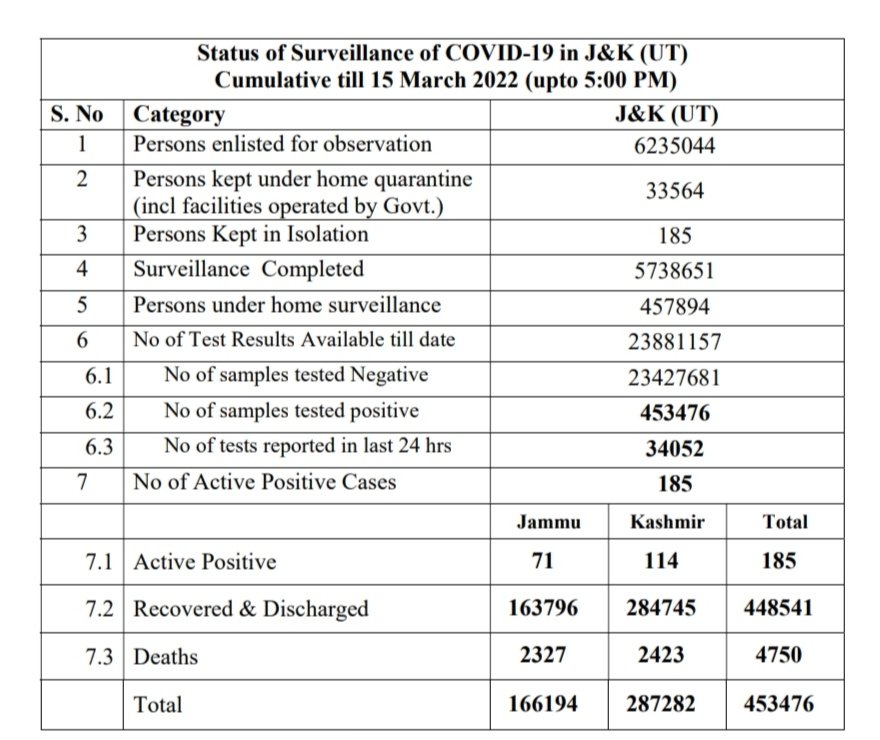 Status of Surveillance of COVID-19 in J&K (UT)
Cumulative till 15 March 2022 (upto 5:00 PM)
S. No Category J&K (UT)
1 Persons enlisted for observation 6235044
2 Persons kept under home quarantine
(incl facilities operated by Govt.) 33564
3 Persons Kept in Isolation 185
4 Surveillance Completed 5738651
5 Persons under home surveillance 457894
6 No of Test Results Available till date 23881157
6.1 No of samples tested Negative 23427681
6.2 No of samples tested positive 453476
6.3 No of tests reported in last 24 hrs 34052
7 No of Active Positive Cases 185
Jammu Kashmir Total
7.1 Active Positive 71 114 185
7.2 Recovered & Discharged 163796 284745 448541
7.3 Deaths 2327 2423 4750
Total 166194 287282 453476